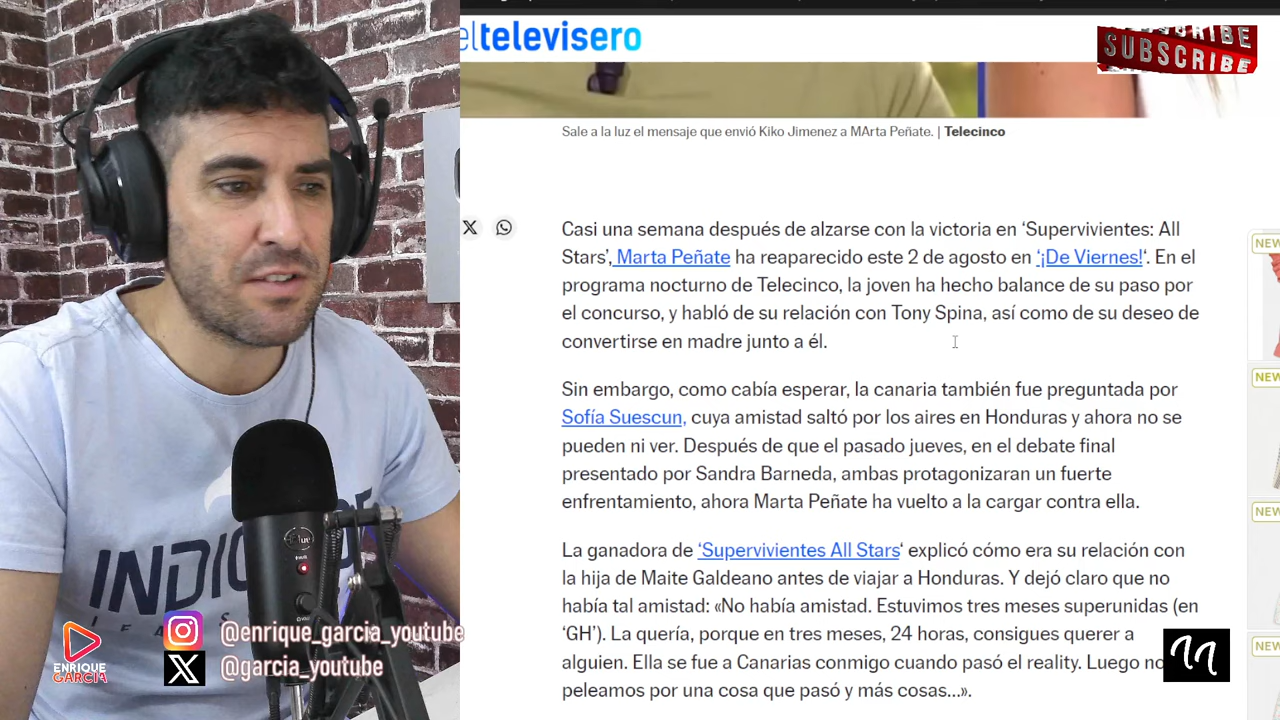 eltelevisero
SUBSCRIBE
SUBSCRIBE
Sale a la luz el mensaje que envió Kiko Jimenez a MArta Peñate. | Telecinco
Casi una semana después de alzarse con la victoria en ‘Supervivientes: All
Stars’, Marta Peñate ha reaparecido este 2 de agosto en ‘¡De Viernes!‘. En el
programa nocturno de Telecinco, la joven ha hecho balance de su paso por
el concurso, y habló de su relación con Tony Spina, así como de su deseo de
convertirse en madre junto a él.
Sin embargo, como cabía esperar, la canaria también fue preguntada por
Sofía Suescun, cuya amistad saltó por los aires en Honduras y ahora no se
pueden ni ver. Después de que el pasado jueves, en el debate final
presentado por Sandra Barneda, ambas protagonizaran un fuerte
enfrentamiento, ahora Marta Peñate ha vuelto a la cargar contra ella.
La ganadora de ‘Supervivientes All Stars‘ explicó cómo era su relación con
la hija de Maite Galdeano antes de viajar a Honduras. Y dejó claro que no
había tal amistad: «No había amistad. Estuvimos tres meses superunidas (en
‘GH’). La quería, porque en tres meses, 24 horas, consigues querer a
alguien. Ella se fue a Canarias conmigo cuando pasó el reality. Luego no
peleamos por una cosa que pasó y más cosas…».
NEW
NEW
NEW
NEW
@enrique_garcia_youtube
@garcia_youtube
ENRIQUE
GARCIA